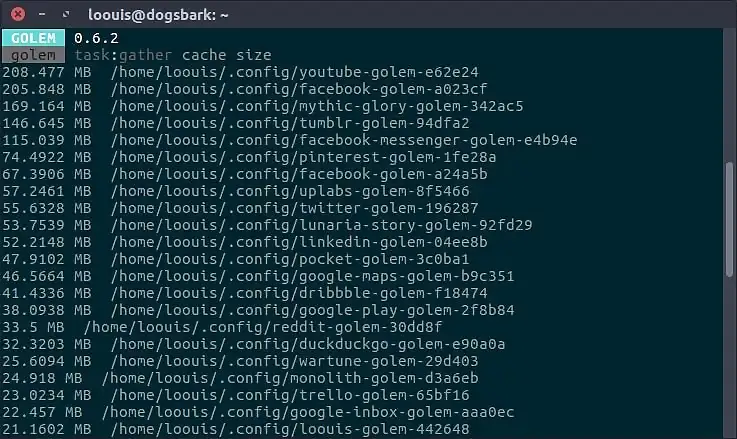 loouis@dogsbark: ~
GOLEM 0.6.2
golem task:gather cache size
208.477 MB /home/loouis/.config/youtube-golem-e62e24
205.848 MB /home/loouis/.config/facebook-golem-a023cf
169.164 MB /home/loouis/.config/mythic-glory-golem-342ac5
146.645 MB /home/loouis/.config/tumblr-golem-94dfa2
115.039 MB /home/loouis/.config/facebook-messenger-golem-e4b94e
74.4922 MB /home/loouis/.config/pinterest-golem-1fe28a
67.3906 MB /home/loouis/.config/facebook-golem-a24a5b
57.2461 MB /home/loouis/.config/uplabs-golem-8f5466
55.6328 MB /home/loouis/.config/twitter-golem-196287
53.7539 MB /home/loouis/.config/lunaria-story-golem-92fd29
52.2148 MB /home/loouis/.config/linkedin-golem-04ee8b
47.9102 MB /home/loouis/.config/pocket-golem-3c0ba1
46.5664 MB /home/loouis/.config/google-maps-golem-b9c351
41.4336 MB /home/loouis/.config/dribbble-golem-f18474
38.0938 MB /home/loouis/.config/google-play-golem-2f8b84
33.5 MB /home/loouis/.config/reddit-golem-30dd8f
32.3203 MB /home/loouis/.config/duckduckgo-golem-e90a0a
25.6094 MB /home/loouis/.config/wartune-golem-29d403
24.918 MB /home/loouis/.config/monolith-golem-d3a6eb
23.0234 MB /home/loouis/.config/trello-golem-65bf16
22.457 MB /home/loouis/.config/google-inbox-golem-aaa0ec
21.1602 MB /home/loouis/.config/loouis-golem-442648